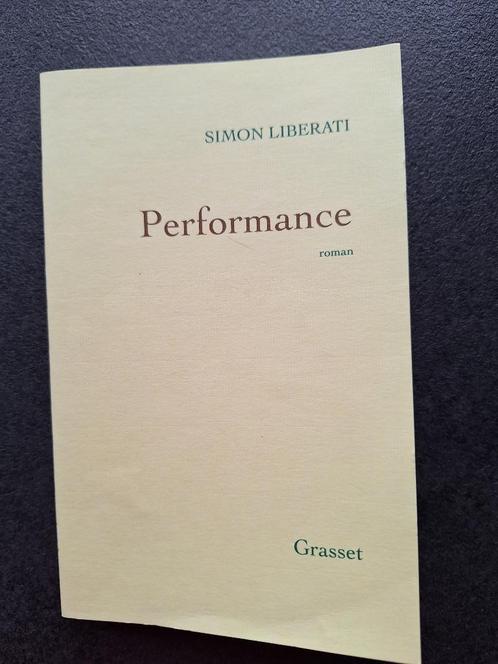 SIMON LIBERATI
Performance
roman
Grasset